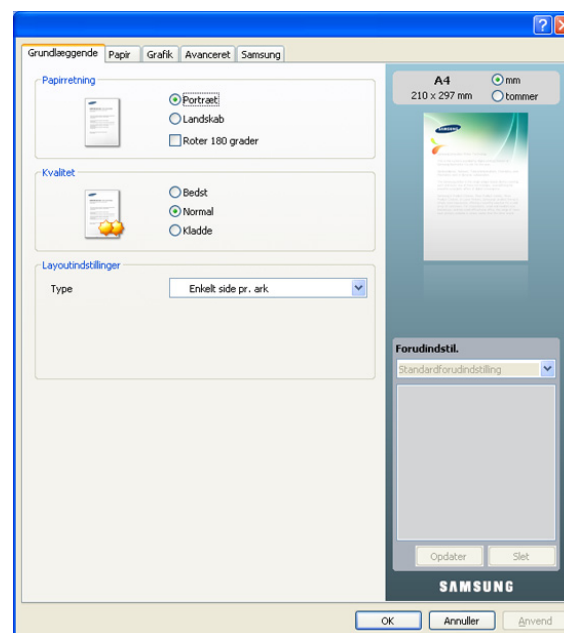 Grundlæggende Papir Grafik Avanceret Samsung
Papirretning
Portræt
Landskab
Roter 180 grader
Kvalitet
Bedst
Normal
Kladde
Layoutindstillinger
Type Enkelt side pr. ark
A4 mm
210 x 297 mm tommer
SAMSUNG
Forudindstil.
Standardforudindstilling
Opdater Slet
SAMSUNG
OK Annuller Anvend